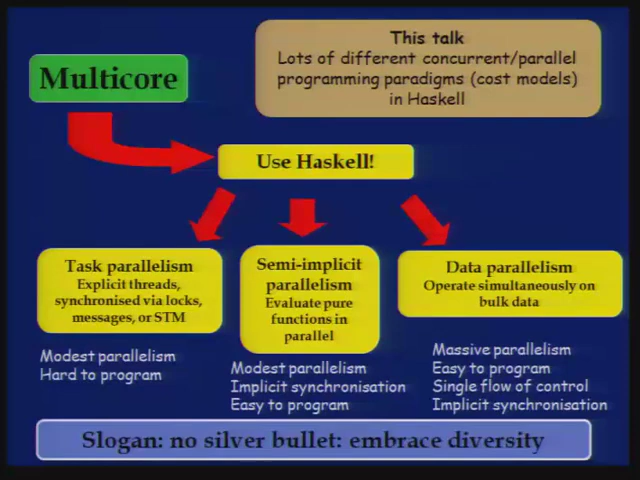 This talk
Lots of different concurrent/parallel
programming paradigms (cost models)
in Haskell
Multicore
Use Haskell!
Task parallelism
Explicit threads,
synchronised via locks,
messages, or STM
Modest parallelism
Hard to program
Semi-implicit
parallelism
Evaluate pure
functions in
parallel
Modest parallelism
Implicit synchronisation
Easy to program
Data parallelism
Operate simultaneously on
bulk data
Massive parallelism
Easy to program
Single flow of control
Implicit synchronisation
Slogan: no silver bullet: embrace diversity